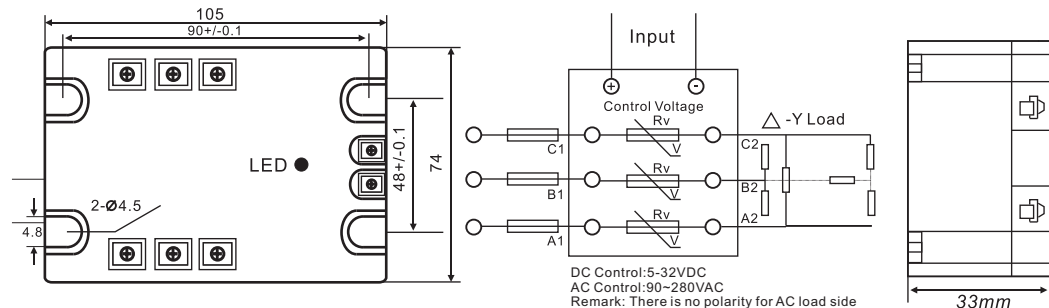 105
90+/-0.1
LED
2-Ø4.5
4.8
48+/-0.1
74
Input
+
-
Control Voltage
Rv
V
C1
C2
△ -Y Load
Rv
V
B1
B2
Rv
V
A1
A2
DC Control:5-32VDC
AC Control:90~280VAC
Remark: There is no polarity for AC load side
33mm